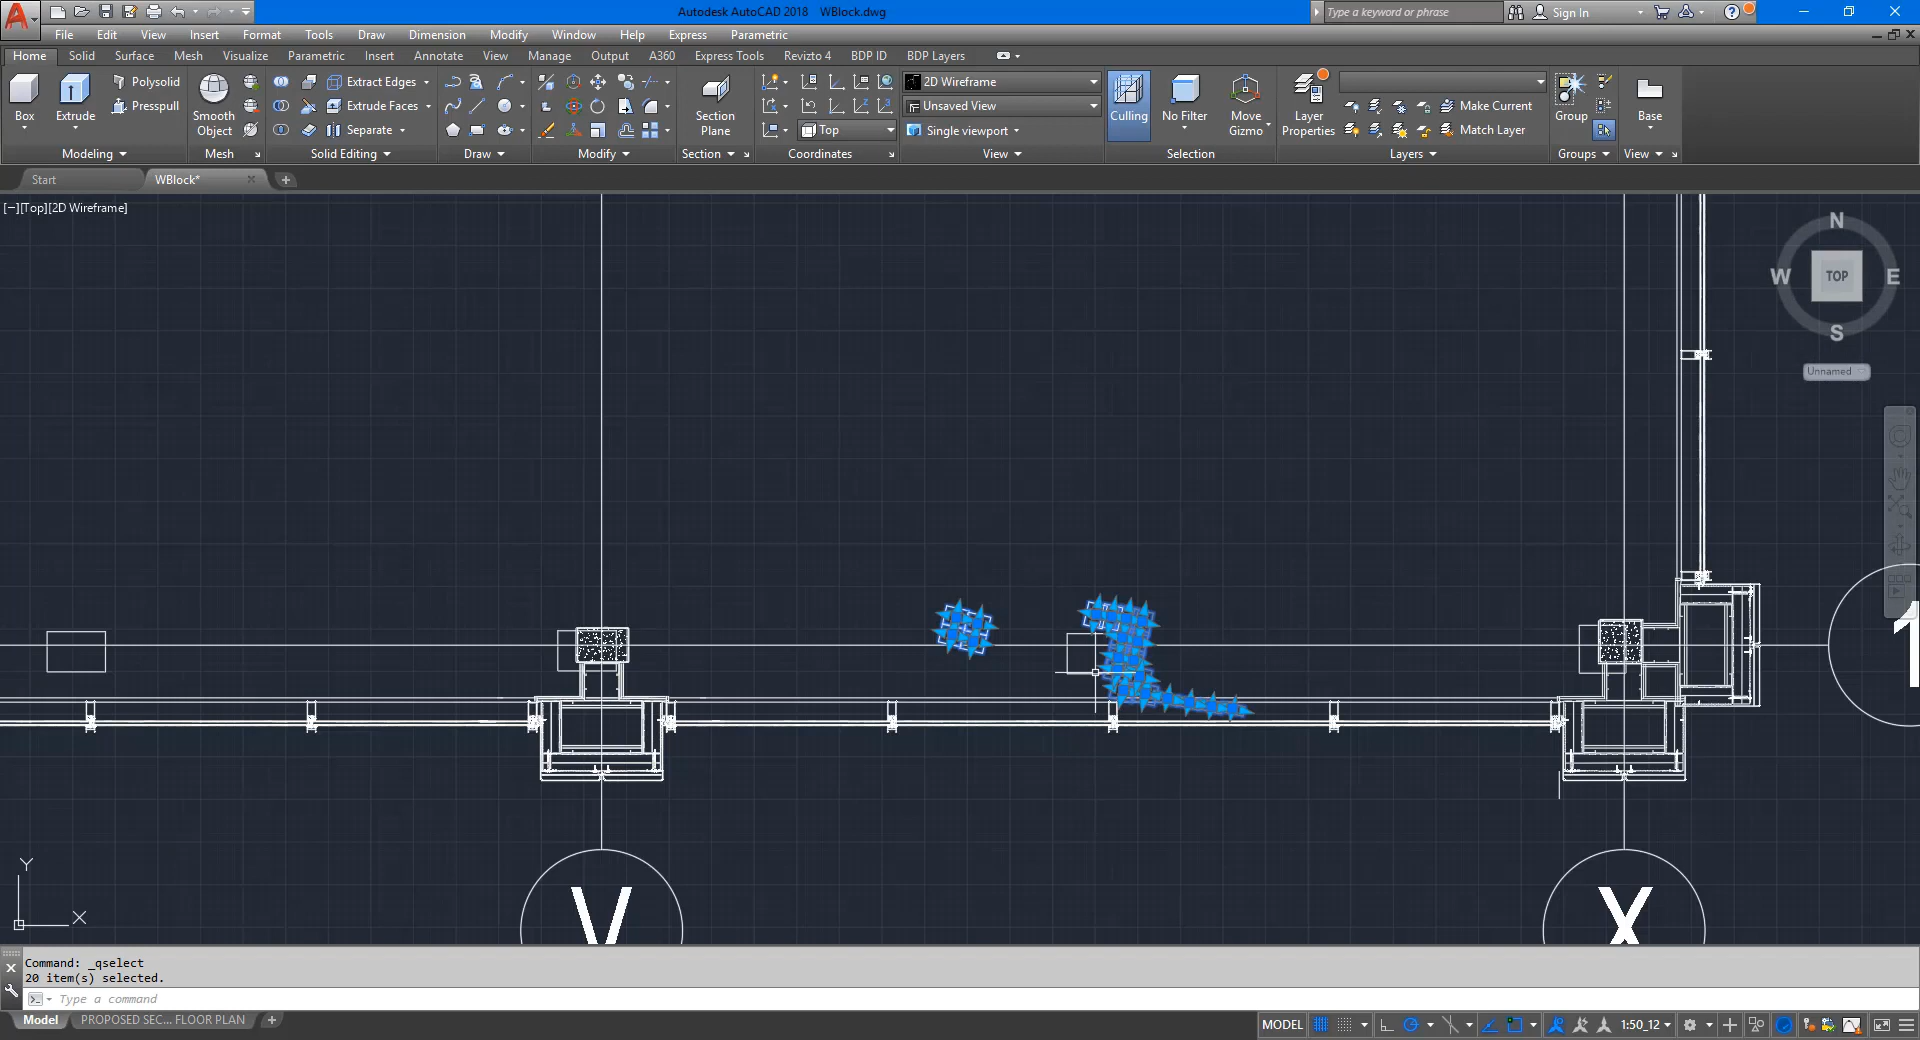 Autodesk AutoCAD 2018 WBlock.dwg
Type a keyword or phrase
Sign In
File Edit View Insert Format Tools Draw Dimension Modify Window Help Express Parametric
Home Solid Surface Mesh Visualize Parametric Insert Annotate View Manage Output A360 Express Tools Revizto 4 BDP ID BDP Layers
Polysolid Extract Edges 2D Wireframe
Presspull Extrude Faces Unsaved View Make Current
Box Extrude Smooth Object Separate Section Plane Top Single viewport Culling No Filter Move Gizmo Layer Properties Match Layer Group Base
Modeling Mesh Solid Editing Draw Modify Section Coordinates View Selection Layers Groups View
Start WBlock*
[−][Top][2D Wireframe]
N
W TOP E
S
Unnamed
1
Y
X
V X
Command: _qselect
20 item(s) selected.
Type a command
Model PROPOSED SEC... FLOOR PLAN
MODEL 1:50_12